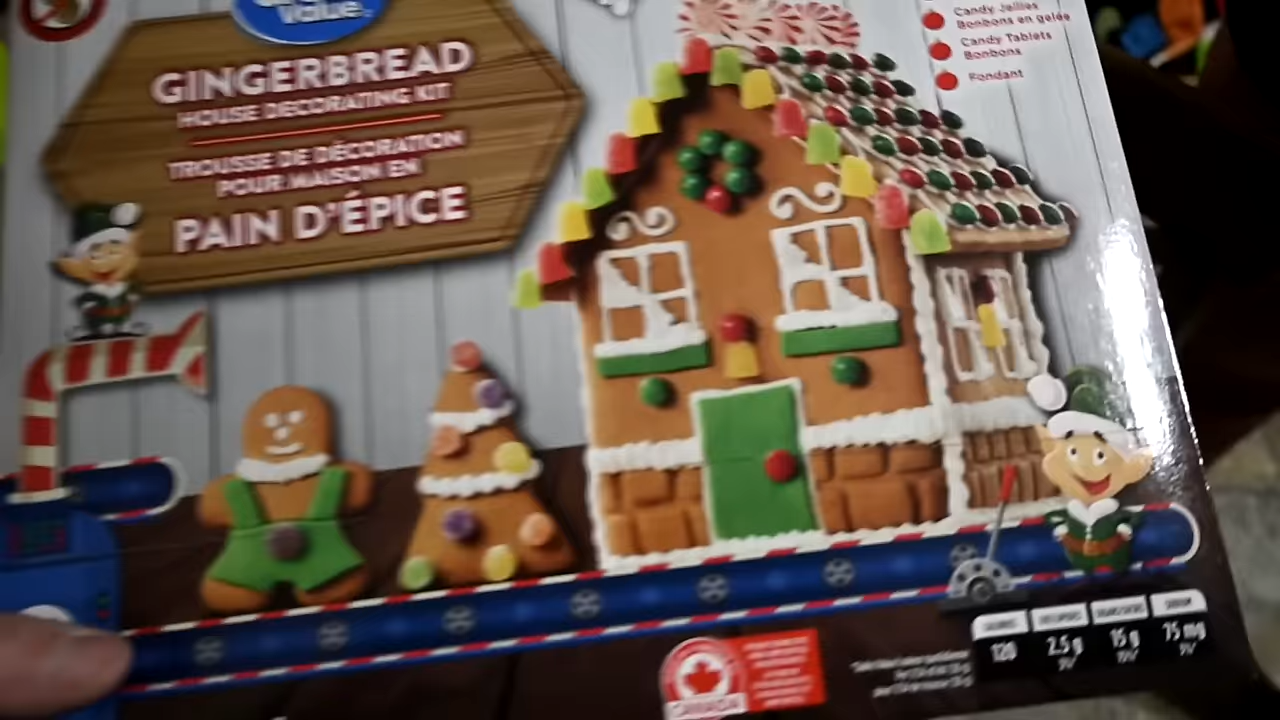 Value
GINGERBREAD
HOUSE DECORATING KIT
TROUSSE DE DÉCORATION
POUR MAISON EN
PAIN D'ÉPICE
Candy Jellies
Bonbons en gelée
Candy Tablets
Bonbons
Fondant
120
2.5 g
15 g
75 mg
CANADA